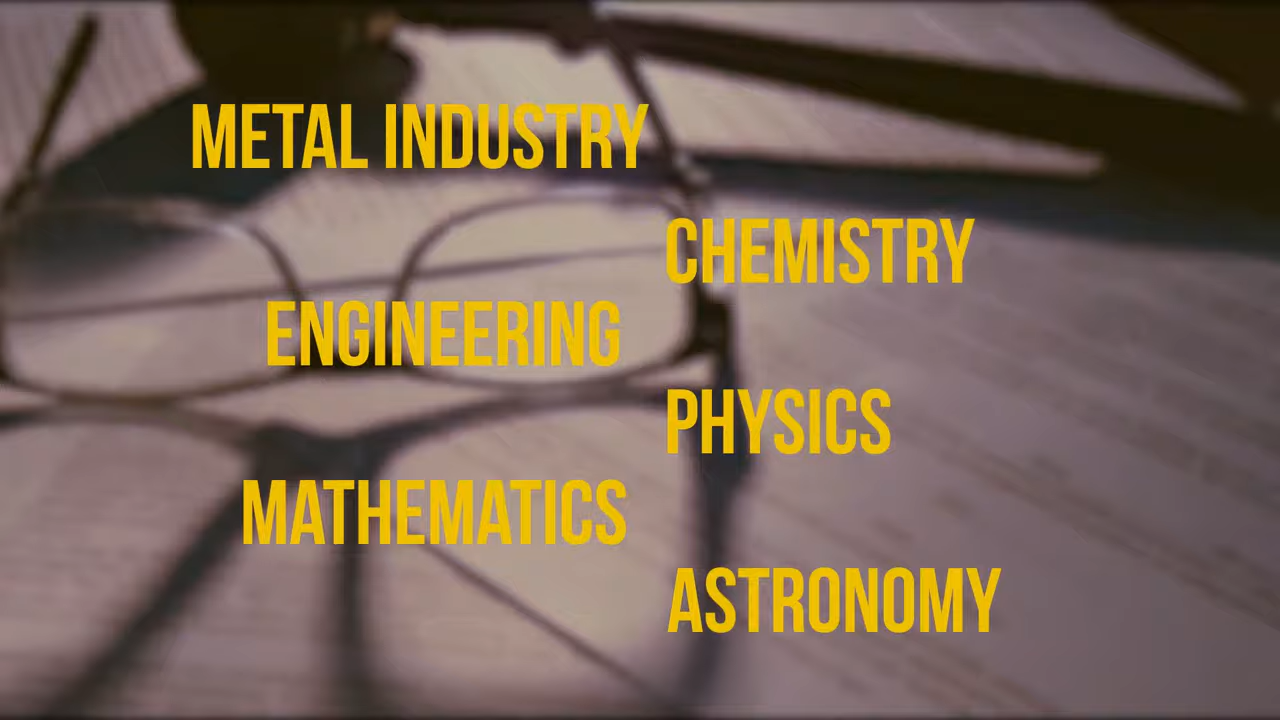 METAL INDUSTRY
CHEMISTRY
ENGINEERING
PHYSICS
MATHEMATICS
ASTRONOMY